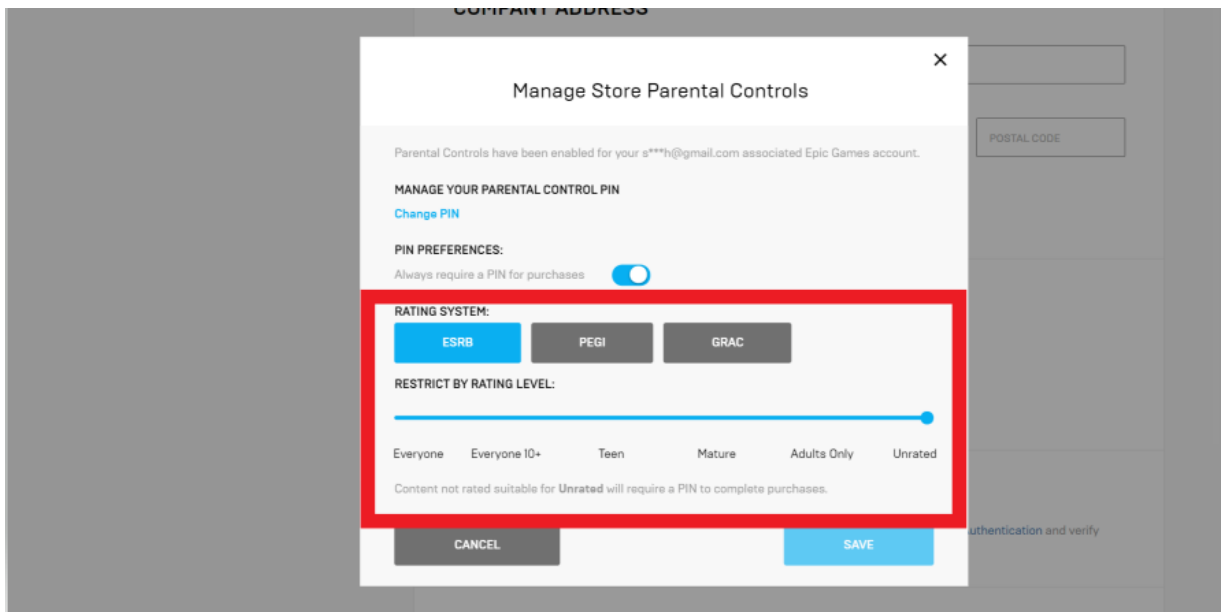 COMPANY ADDRESS
Manage Store Parental Controls
POSTAL CODE
Parental Controls have been enabled for your s***h@gmail.com associated Epic Games account.
MANAGE YOUR PARENTAL CONTROL PIN
Change PIN
PIN PREFERENCES:
Always require a PIN for purchases
RATING SYSTEM:
ESRB PEGI GRAC
RESTRICT BY RATING LEVEL:
Everyone Everyone 10+ Teen Mature Adults Only Unrated
Content not rated suitable for Unrated will require a PIN to complete purchases.
uthentication and verify
CANCEL SAVE